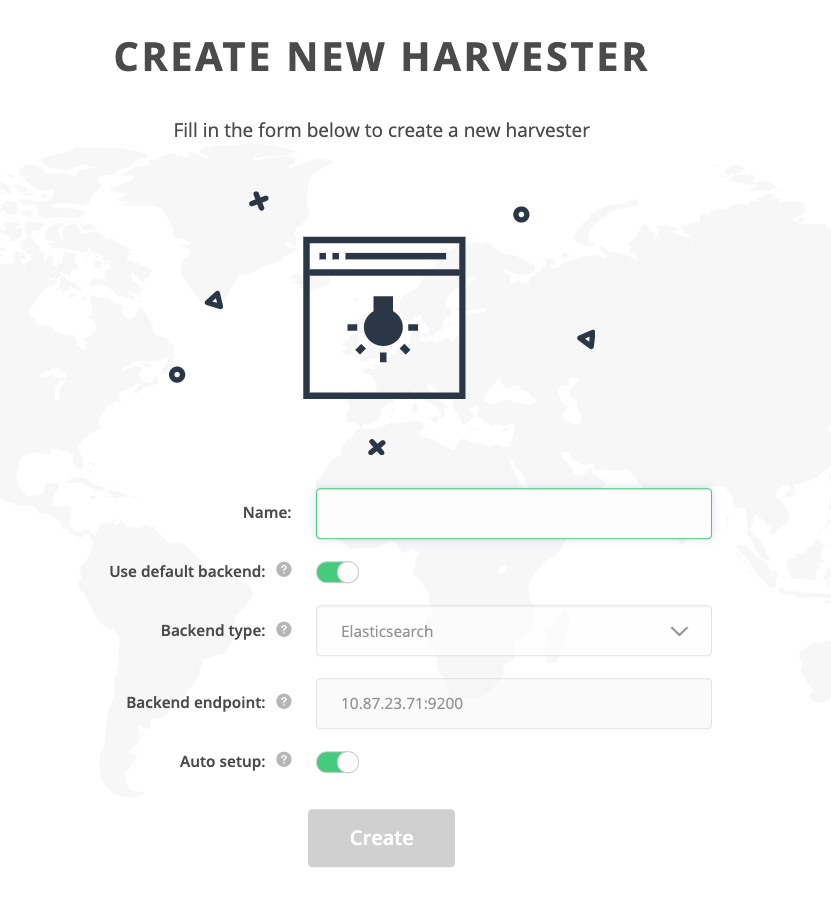 CREATE NEW HARVESTER
Fill in the form below to create a new harvester
Name:
Use default backend: ?
Backend type: ? Elasticsearch
Backend endpoint: ? 10.87.23.71:9200
Auto setup: ?
Create